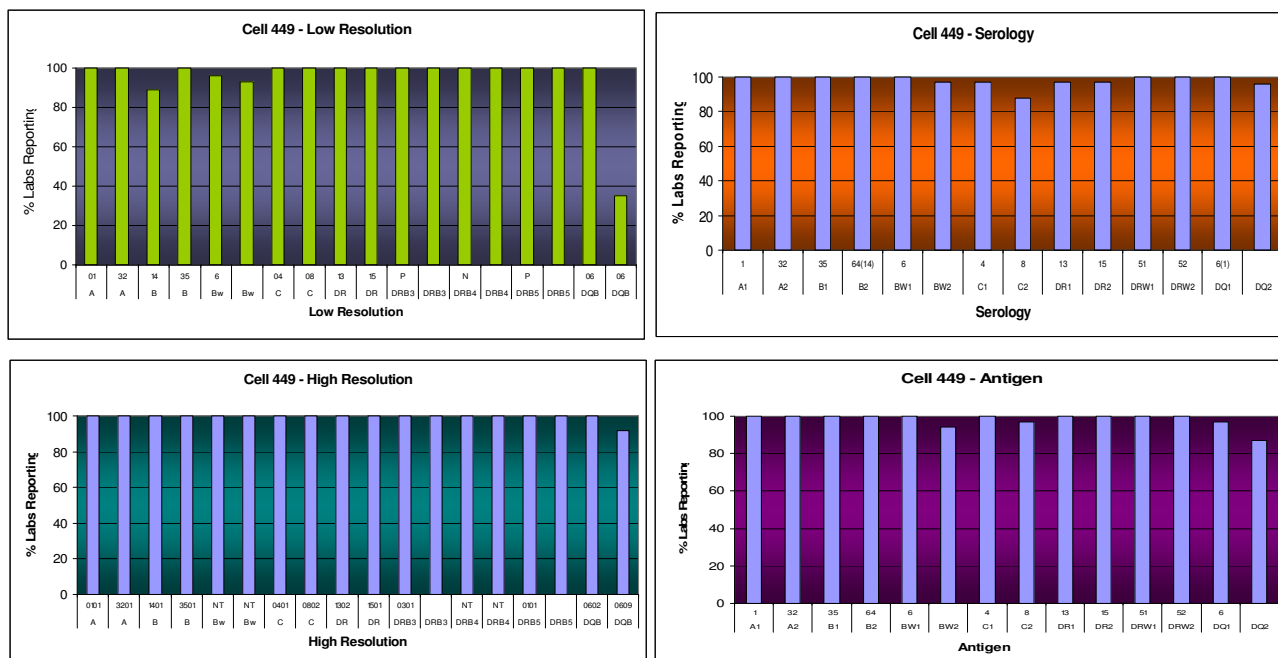 Cell 449 - Low Resolution
% Labs Reporting
100
80
60
40
20
0
01 32 14 35 6 04 08 13 15 P N P 06 06
A A B B Bw Bw C C DR DR DRB3 DRB3 DRB4 DRB4 DRB5 DRB5 DQB DQB
Low Resolution
Cell 449 - Serology
% Labs Reporting
100
80
60
40
20
0
1 32 35 64(14) 6 4 8 13 15 51 52 6(1)
A1 A2 B1 B2 BW1 BW2 C1 C2 DR1 DR2 DRW1 DRW2 DQ1 DQ2
Serology
Cell 449 - High Resolution
% Labs Reporting
100
80
60
40
20
0
0101 3201 1401 3501 NT NT 0401 0802 1302 1501 0301 NT NT 0101 0602 0609
A A B B Bw Bw C C DR DR DRB3 DRB3 DRB4 DRB4 DRB5 DRB5 DQB DQB
High Resolution
Cell 449 - Antigen
% Labs Reporting
100
80
60
40
20
0
1 32 35 64 6 4 8 13 15 51 52 6
A1 A2 B1 B2 BW1 BW2 C1 C2 DR1 DR2 DRW1 DRW2 DQ1 DQ2
Antigen